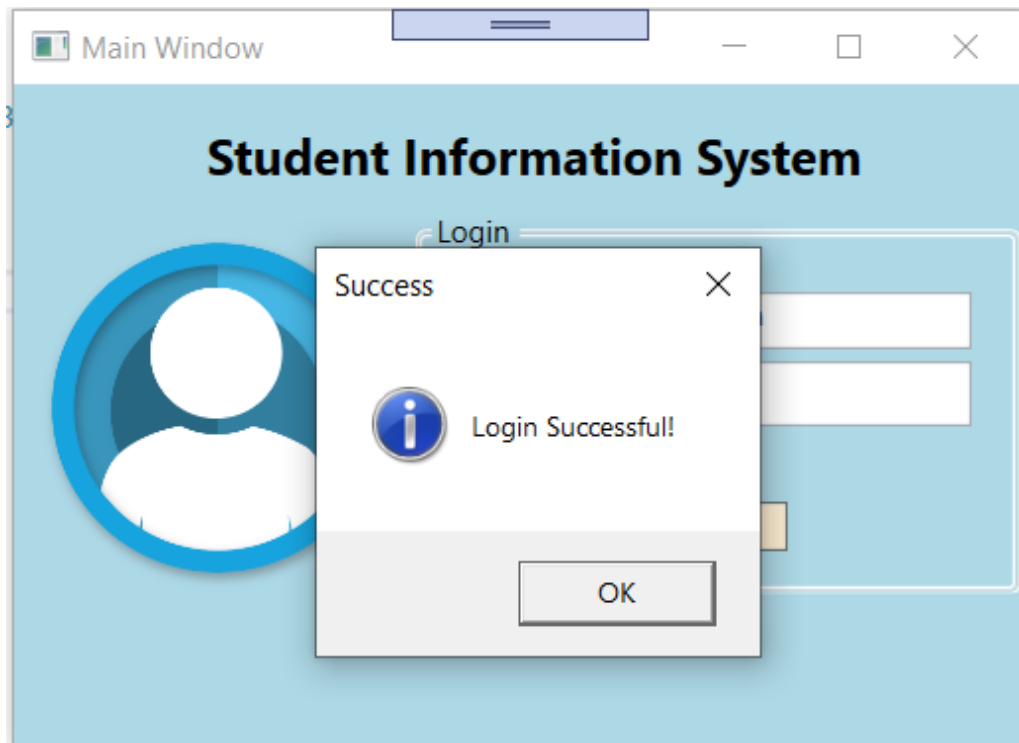 Main Window
Student Information System
Login
Success
Login Successful!
OK